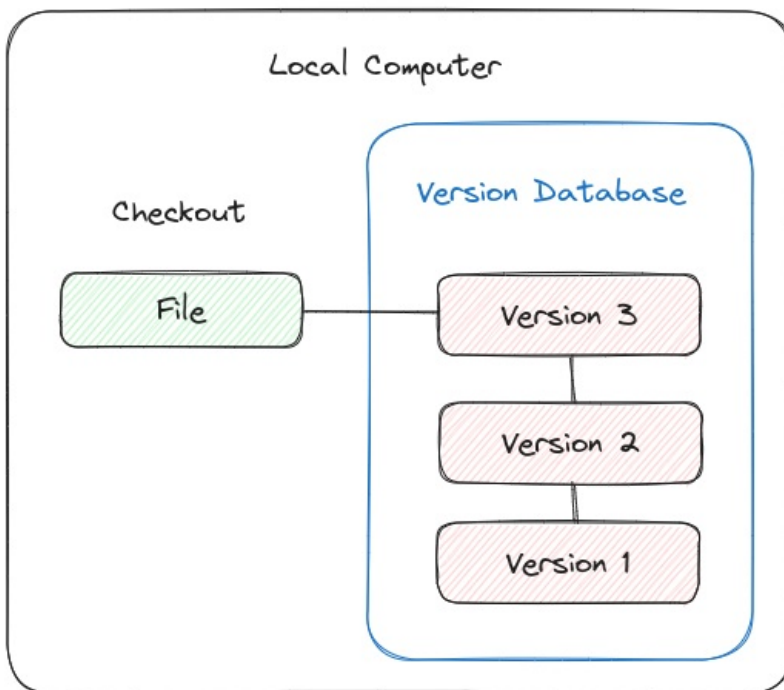 Local Computer
Checkout
Version Database
File
Version 3
Version 2
Version 1